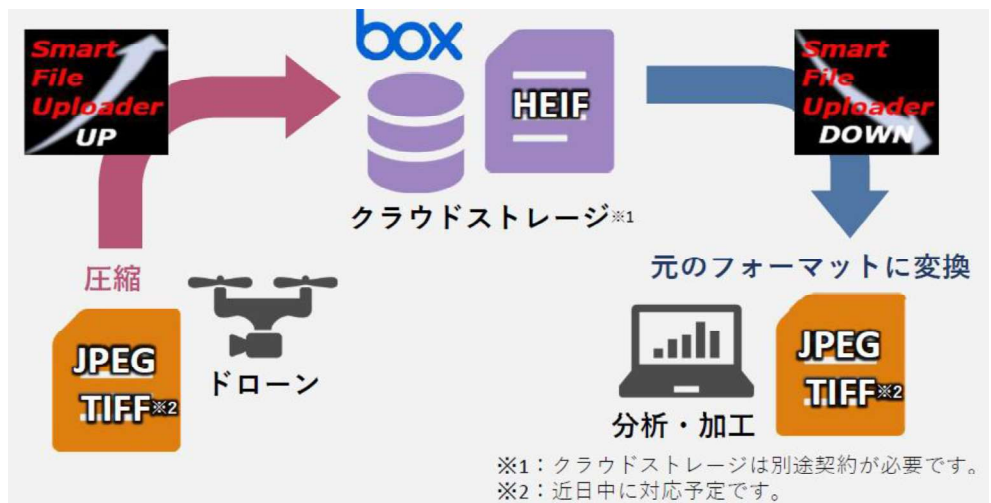 Smart
File
Uploader
UP
box
HEIF
クラウドストレージ※1
Smart
File
Uploader
DOWN
圧縮
JPEG
TIFF※2
ドローン
元のフォーマットに変換
分析・加工
JPEG
TIFF※2
※1：クラウドストレージは別途契約が必要です。
※2：近日中に対応予定です。